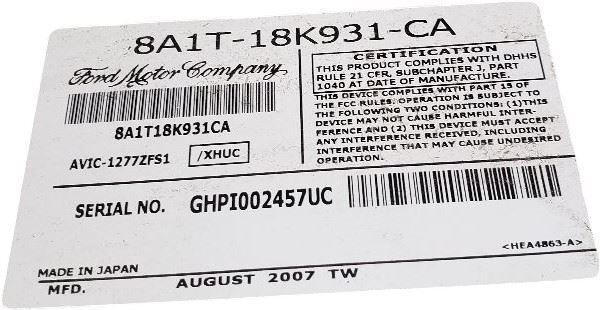 8A1T-18K931-CA
Ford Motor Company
8A1T18K931CA
AVIC-1277ZFS1 /XHUC
CERTIFICATION
THIS PRODUCT COMPLIES WITH DHHS
RULE 21 CFR, SUBCHAPTER J, PART
1040 AT DATE OF MANUFACTURE.
THIS DEVICE COMPLIES WITH PART 15 OF
THE FCC RULES. OPERATION IS SUBJECT TO
THE FOLLOWING TWO CONDITIONS: (1)THIS
DEVICE MAY NOT CAUSE HARMFUL INTER-
FERENCE AND (2) THIS DEVICE MUST ACCEPT
ANY INTERFERENCE RECEIVED, INCLUDING
INTERFERENCE THAT MAY CAUSE UNDESIRED
OPERATION.
SERIAL NO. GHPI002457UC
<HEA4863-A>
MADE IN JAPAN
MFD. AUGUST 2007 TW